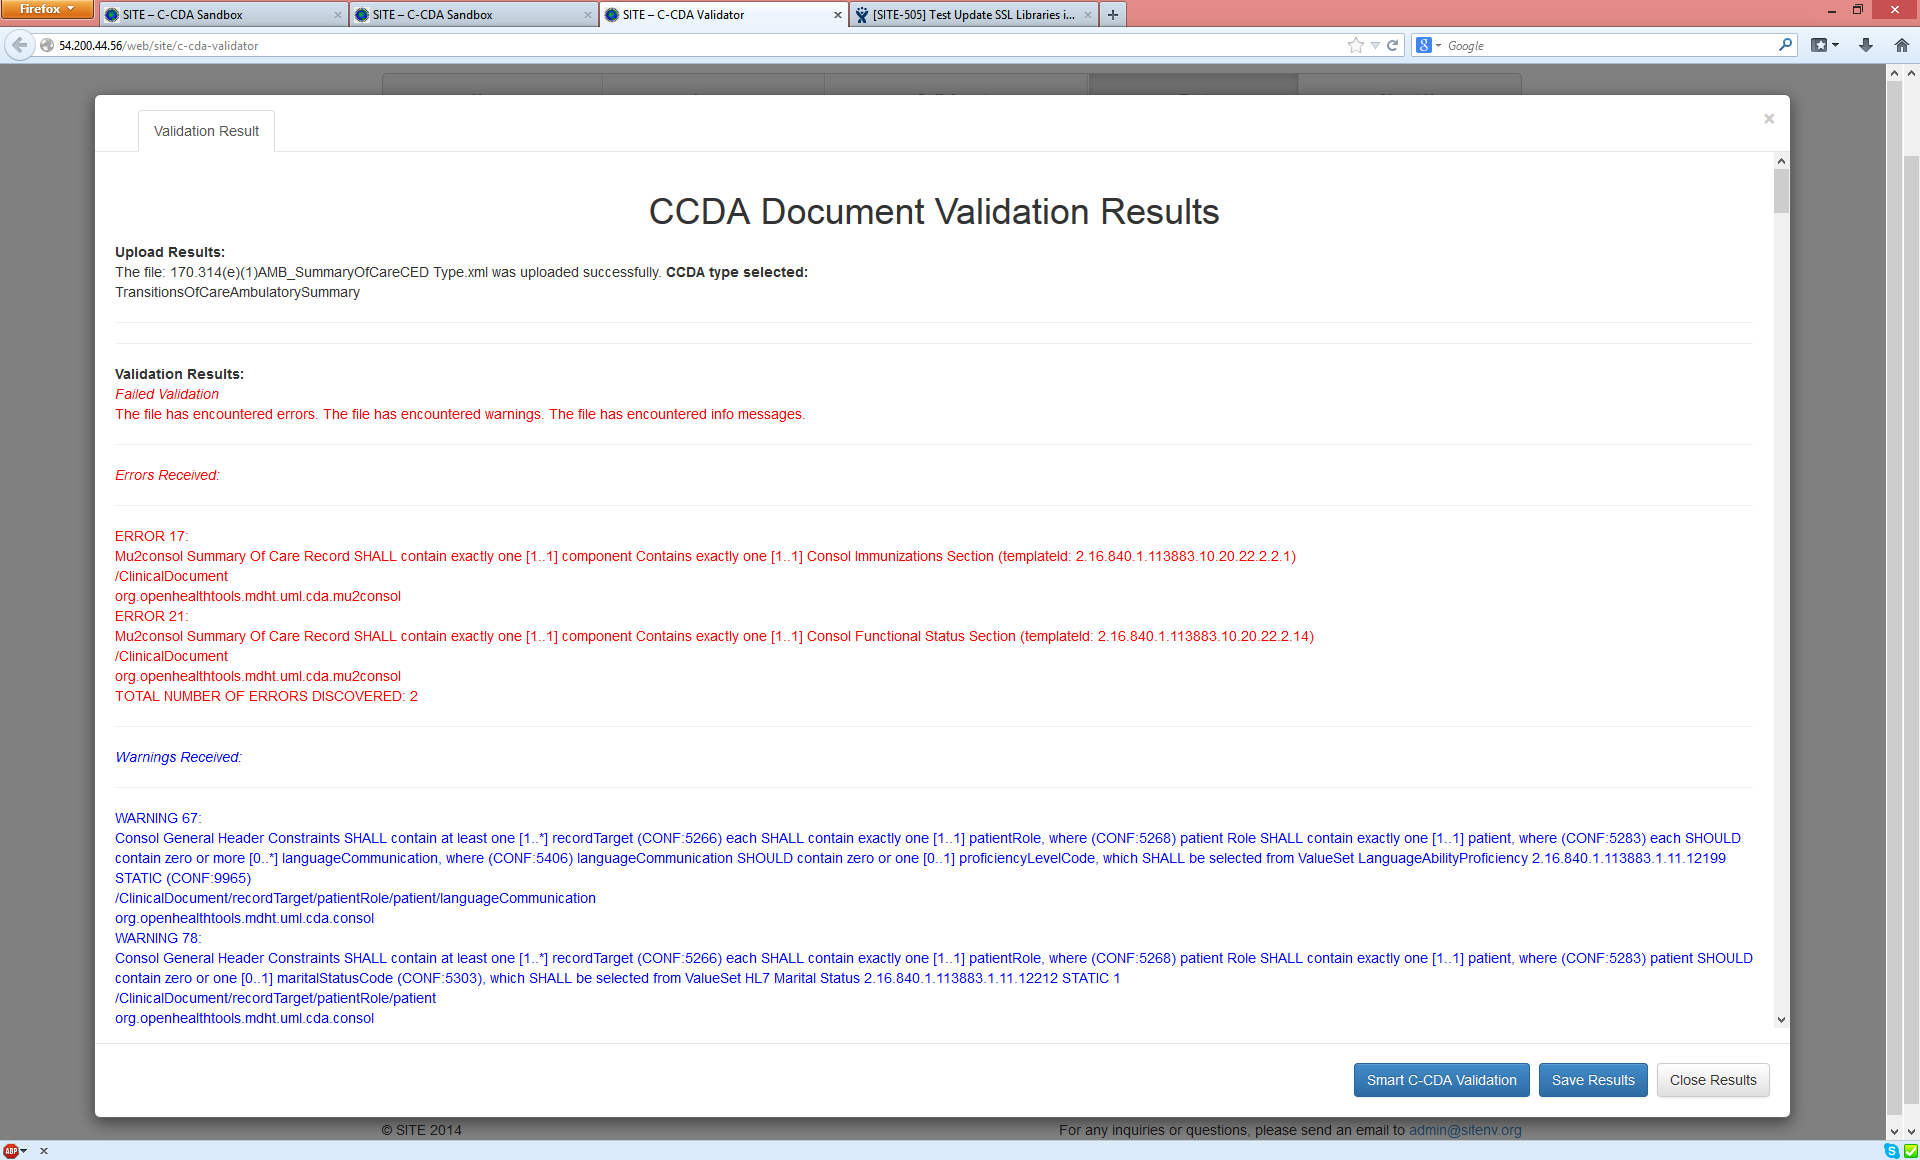 Firefox
SITE – C-CDA Sandbox
SITE – C-CDA Sandbox
SITE – C-CDA Validator
[SITE-505] Test Update SSL Libraries i...
54.200.44.56/web/site/c-cda-validator
8
Google
Validation Result
×
CCDA Document Validation Results
Upload Results:
The file: 170.314(e)(1)AMB_SummaryOfCareCED Type.xml was uploaded successfully. CCDA type selected:
TransitionsOfCareAmbulatorySummary
Validation Results:
Failed Validation
The file has encountered errors. The file has encountered warnings. The file has encountered info messages.
Errors Received:
ERROR 17:
Mu2consol Summary Of Care Record SHALL contain exactly one [1..1] component Contains exactly one [1..1] Consol Immunizations Section (templateId: 2.16.840.1.113883.10.20.22.2.2.1)
/ClinicalDocument
org.openhealthtools.mdht.uml.cda.mu2consol
ERROR 21:
Mu2consol Summary Of Care Record SHALL contain exactly one [1..1] component Contains exactly one [1..1] Consol Functional Status Section (templateId: 2.16.840.1.113883.10.20.22.2.14)
/ClinicalDocument
org.openhealthtools.mdht.uml.cda.mu2consol
TOTAL NUMBER OF ERRORS DISCOVERED: 2
Warnings Received:
WARNING 67:
Consol General Header Constraints SHALL contain at least one [1..*] recordTarget (CONF:5266) each SHALL contain exactly one [1..1] patientRole, where (CONF:5268) patient Role SHALL contain exactly one [1..1] patient, where (CONF:5283) each SHOULD
contain zero or more [0..*] languageCommunication, where (CONF:5406) languageCommunication SHOULD contain zero or one [0..1] proficiencyLevelCode, which SHALL be selected from ValueSet LanguageAbilityProficiency 2.16.840.1.113883.1.11.12199
STATIC (CONF:9965)
/ClinicalDocument/recordTarget/patientRole/patient/languageCommunication
org.openhealthtools.mdht.uml.cda.consol
WARNING 78:
Consol General Header Constraints SHALL contain at least one [1..*] recordTarget (CONF:5266) each SHALL contain exactly one [1..1] patientRole, where (CONF:5268) patient Role SHALL contain exactly one [1..1] patient, where (CONF:5283) patient SHOULD
contain zero or one [0..1] maritalStatusCode (CONF:5303), which SHALL be selected from ValueSet HL7 Marital Status 2.16.840.1.113883.1.11.12212 STATIC 1
/ClinicalDocument/recordTarget/patientRole/patient
org.openhealthtools.mdht.uml.cda.consol
Smart C-CDA Validation
Save Results
Close Results
© SITE 2014
For any inquiries or questions, please send an email to admin@sitenv.org
ABP